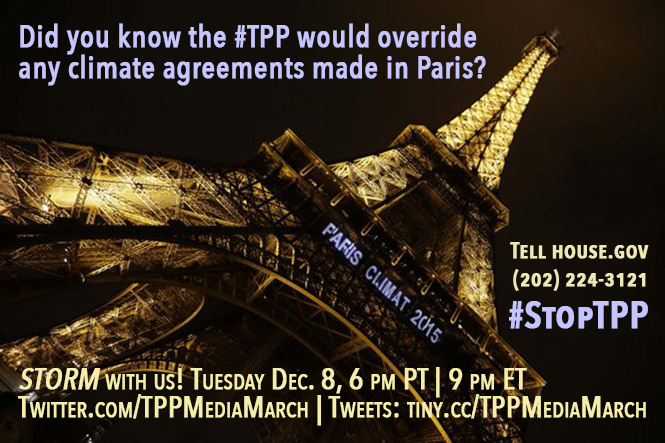 Did you know the #TPP would override
any climate agreements made in Paris?
PARIS CLIMAT 2015
TELL HOUSE.GOV
(202) 224-3121
#STOPTPP
STORM WITH US! TUESDAY DEC. 8, 6 PM PT | 9 PM ET
TWITTER.COM/TPPMEDIAMARCH | TWEETS: TINY.CC/TPPMEDIAMARCH